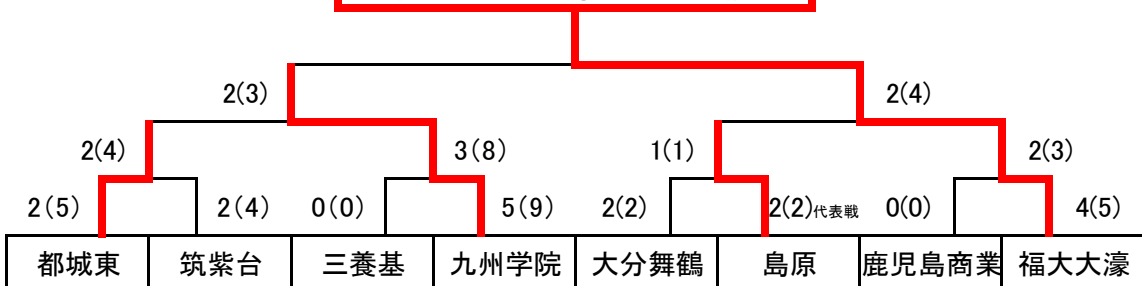 2(3) 2(4)
2(4) 3(8) 1(1) 2(3)
2(5) 2(4) 0(0) 5(9) 2(2) 2(2)代表戦 0(0) 4(5)
都城東 筑紫台 三養基 九州学院 大分舞鶴 島原 鹿児島商業 福大大濠